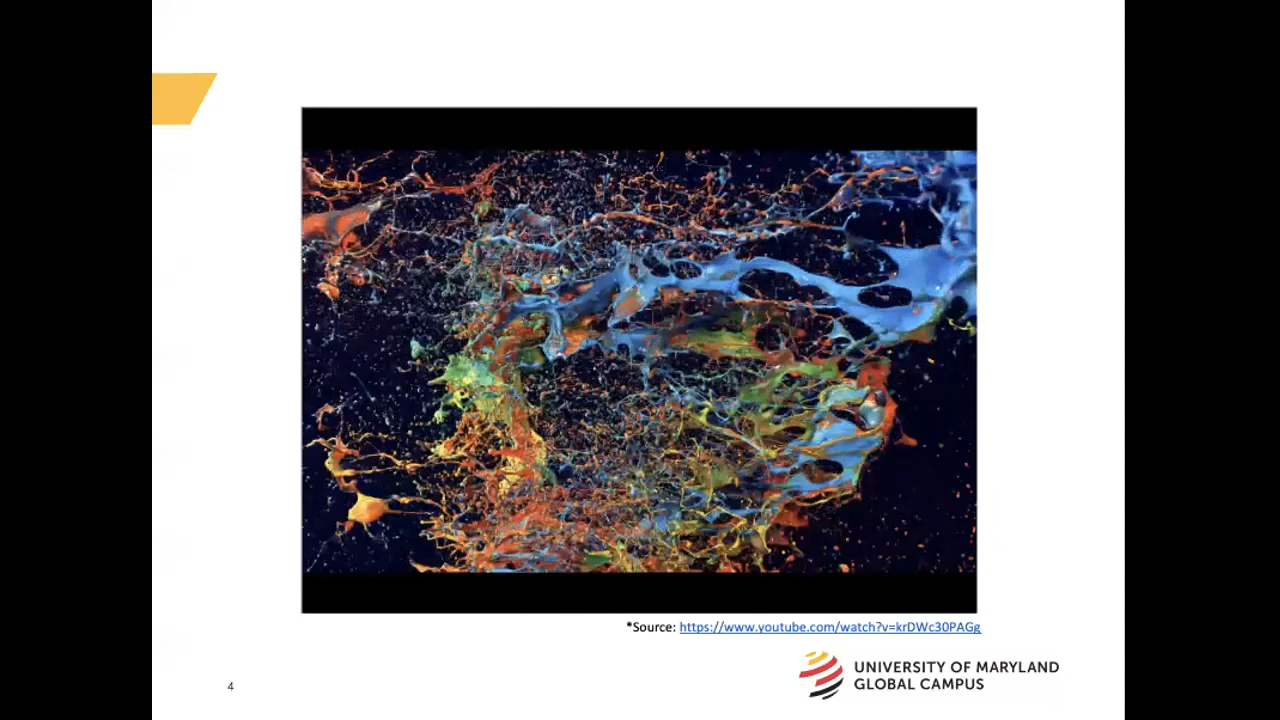 *Source: https://www.youtube.com/watch?v=krDWc30PAGg
4
UNIVERSITY OF MARYLAND
GLOBAL CAMPUS